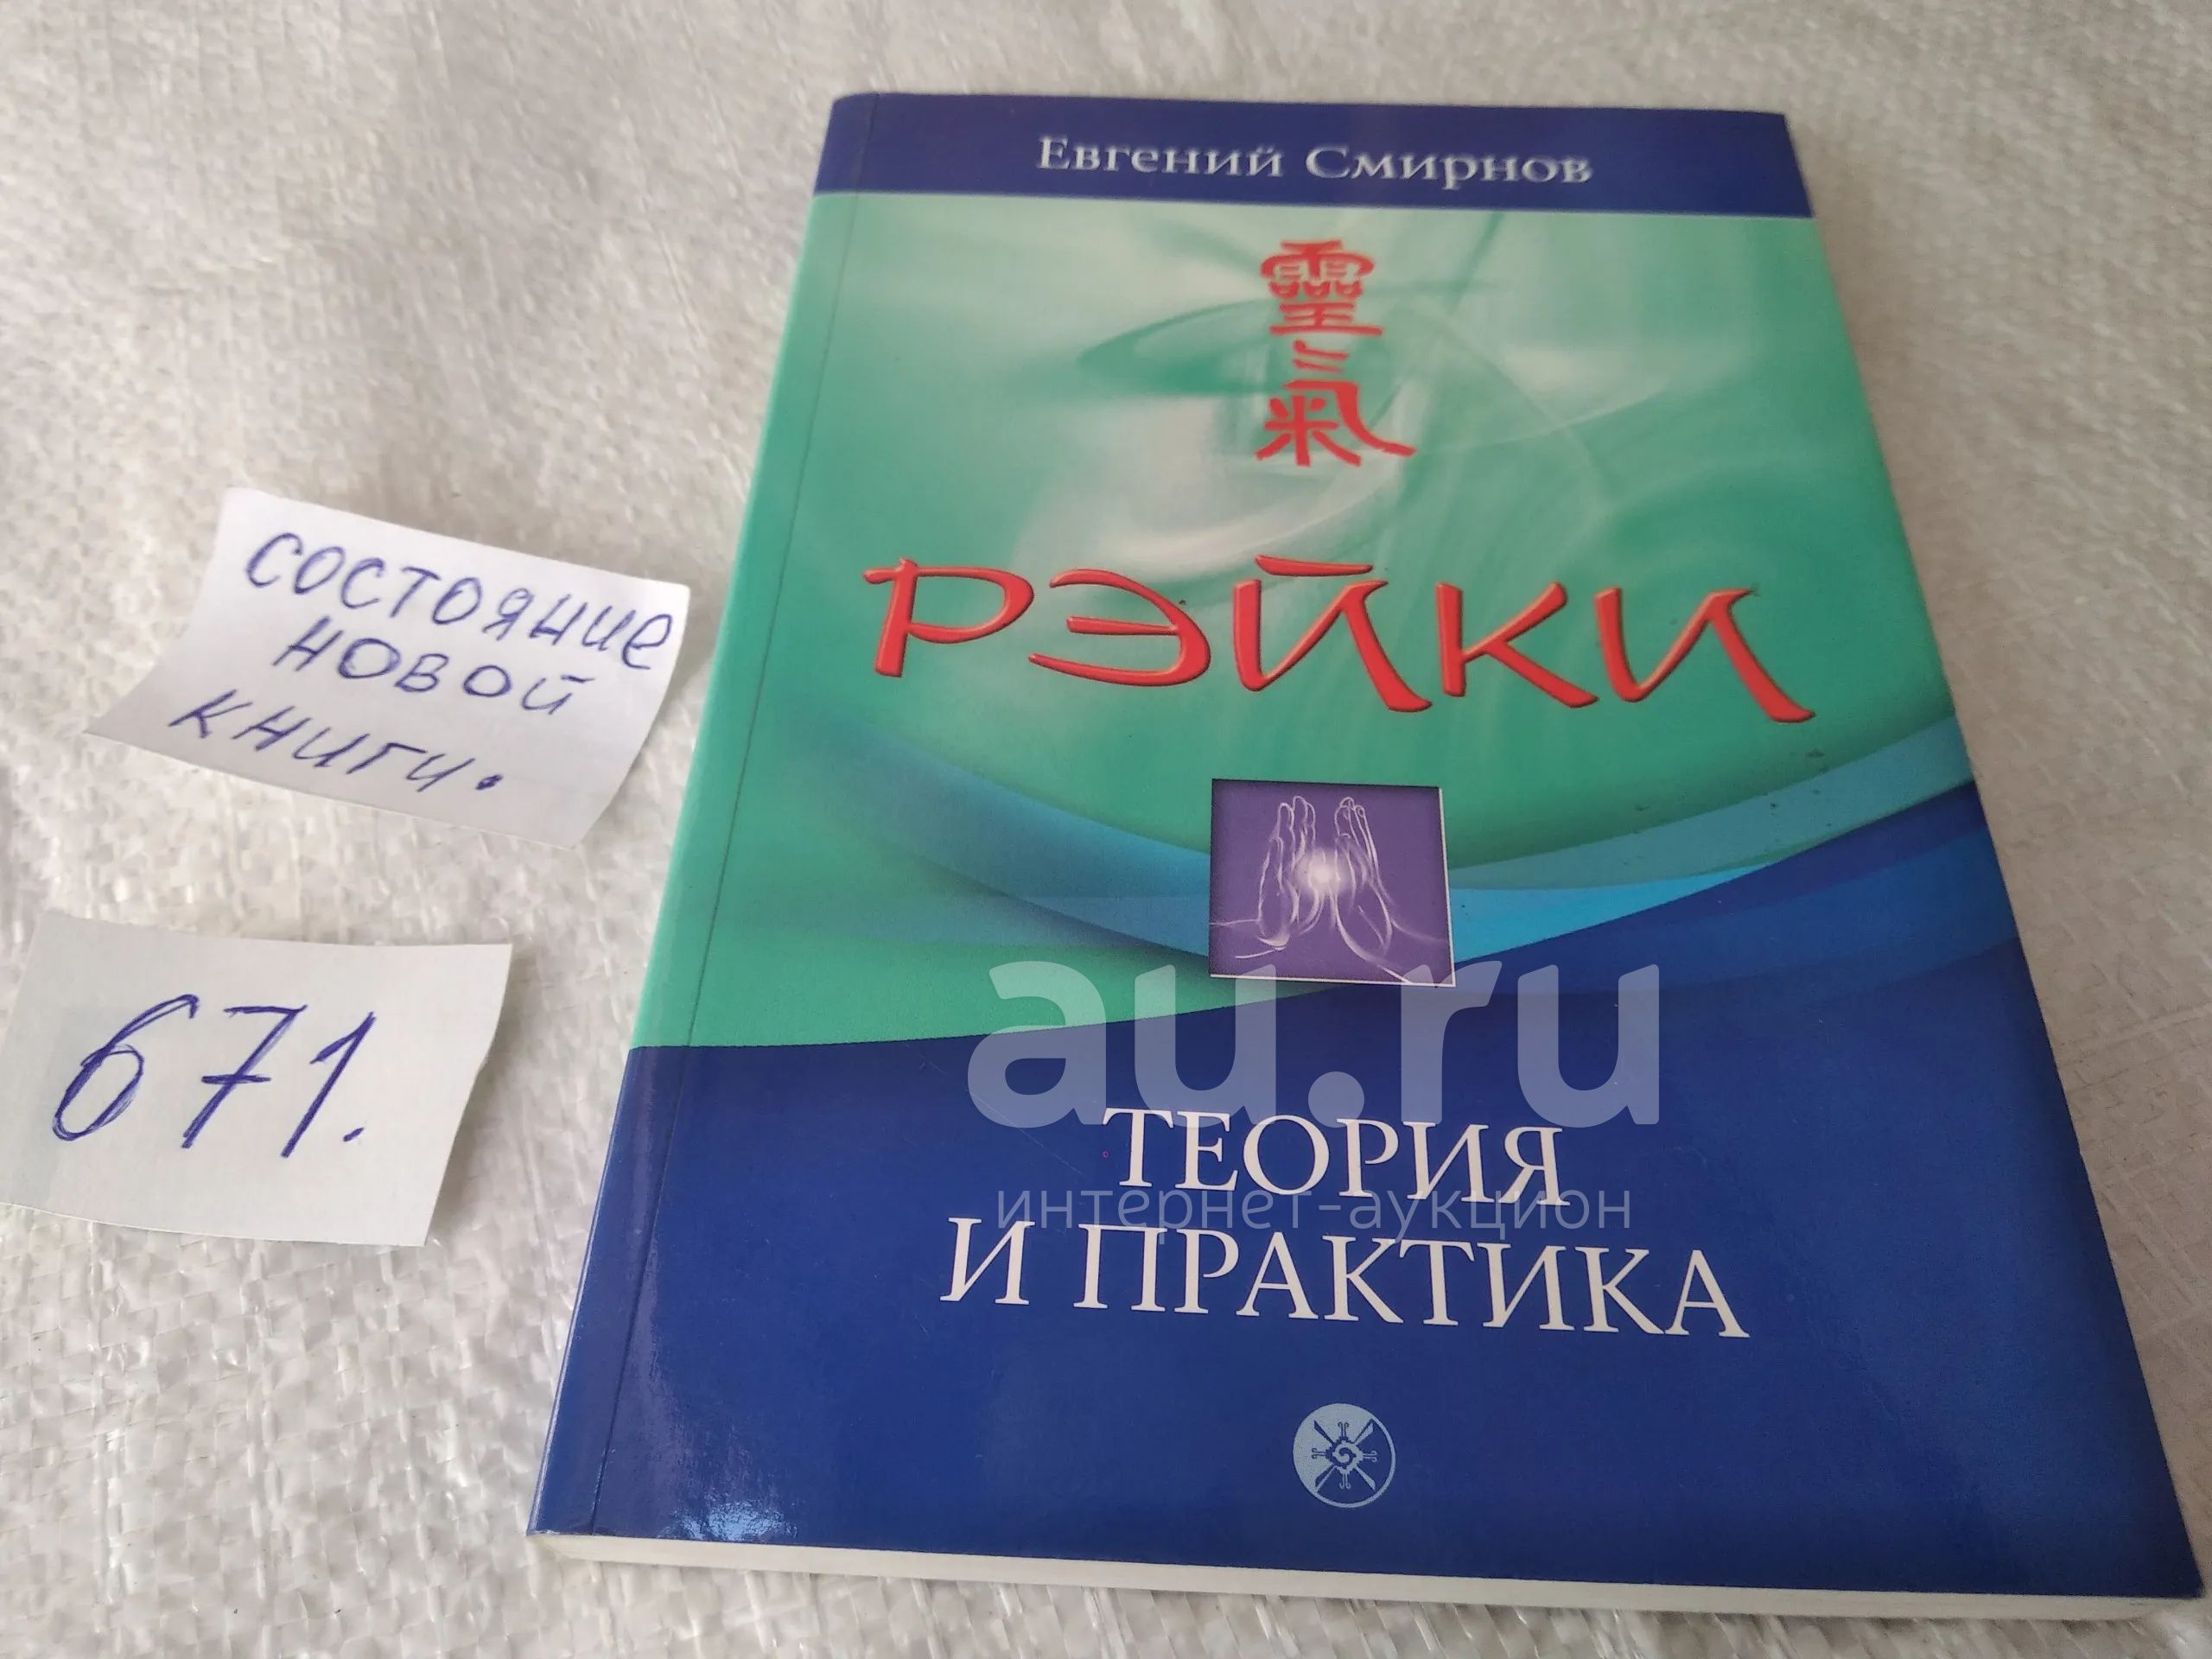 Евгений Смирнов
靈
氣
РЭЙКИ
состояние
новой
книги.
671.
au.ru
ТЕОРИЯ
интернет-аукцион
И ПРАКТИКА